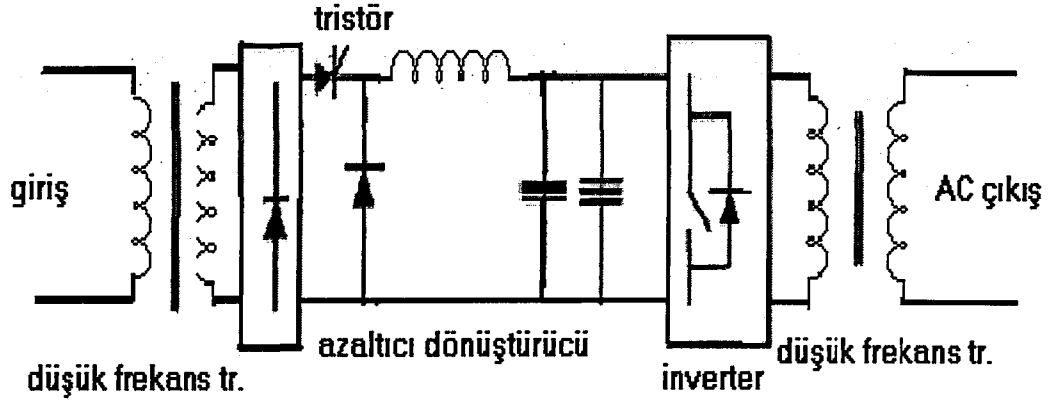 tristör
giriş
AC çıkış
azaltıcı dönüştürücü
düşük frekans tr.
düşük frekans tr.
inverter